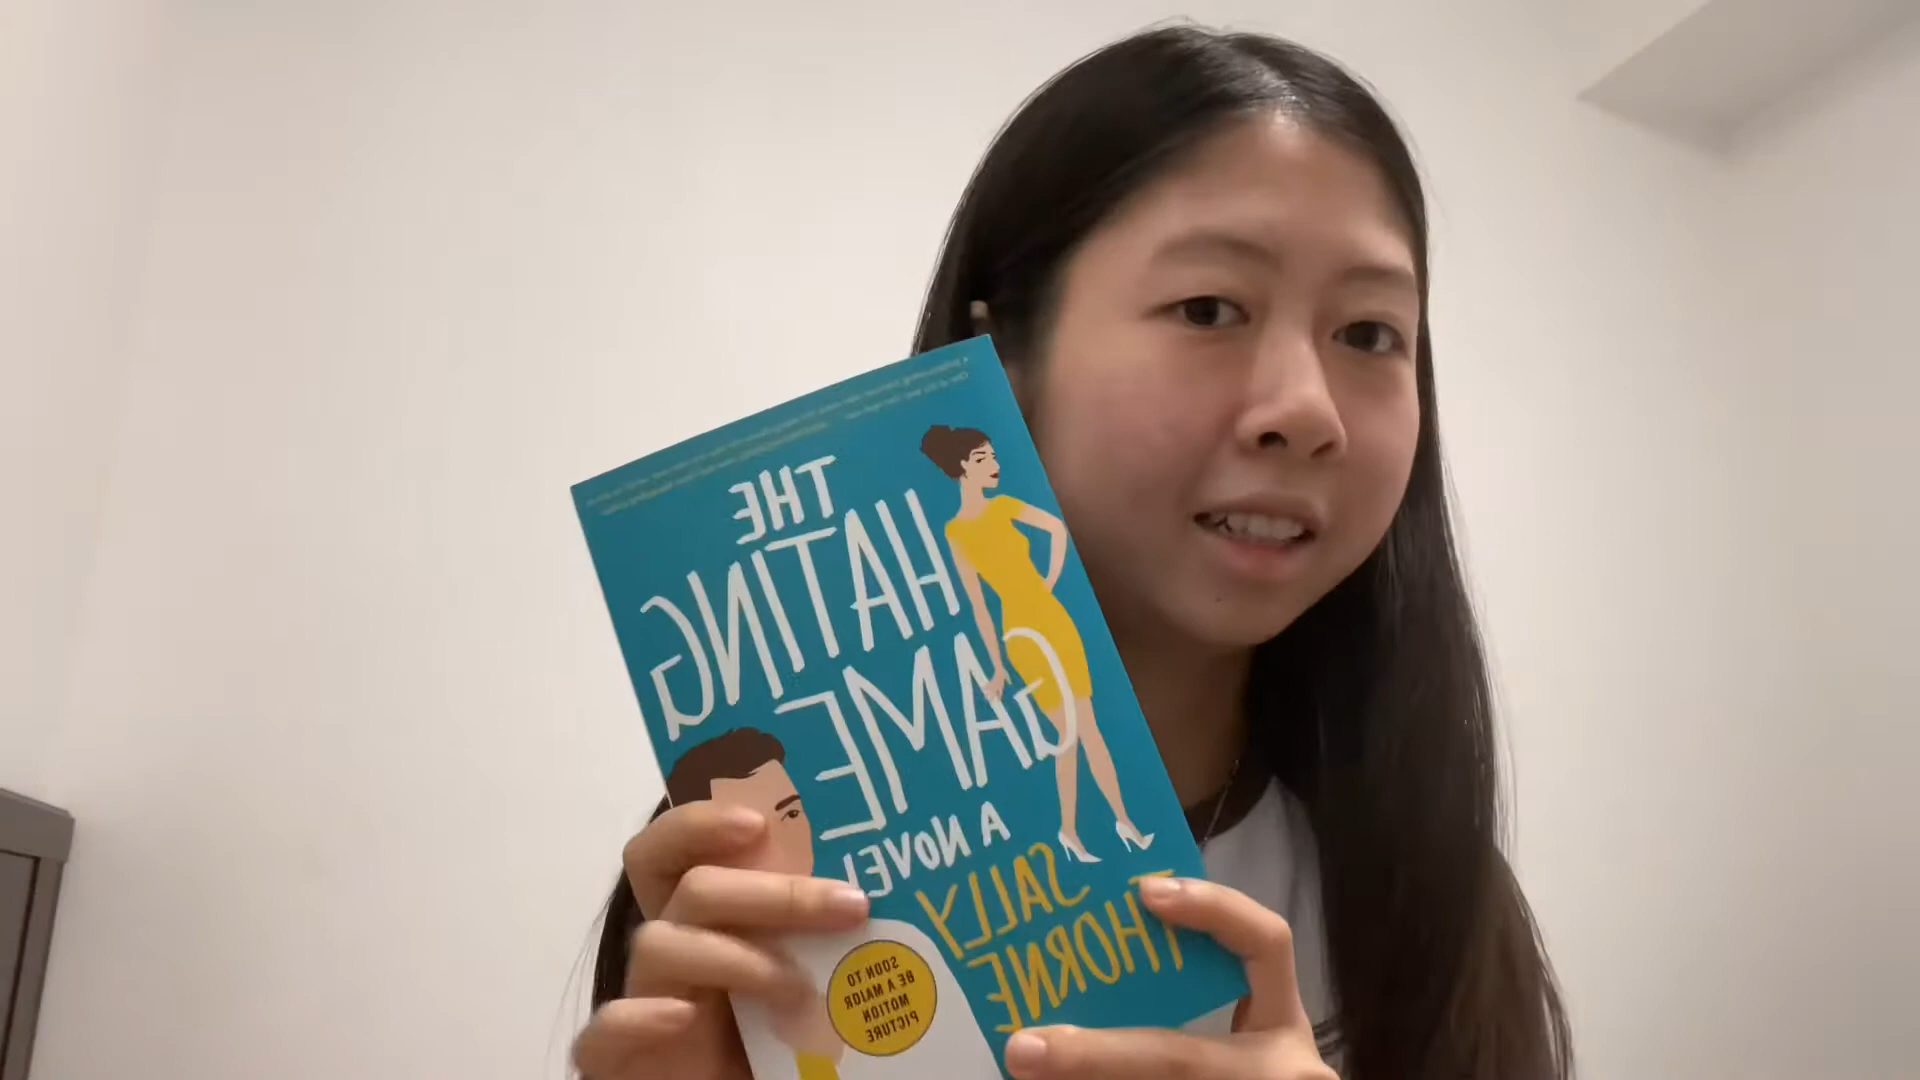 THE
HATING
GAME
A NOVEL
SALLY
THORNE
SOON TO
BE A MAJOR
MOTION
PICTURE